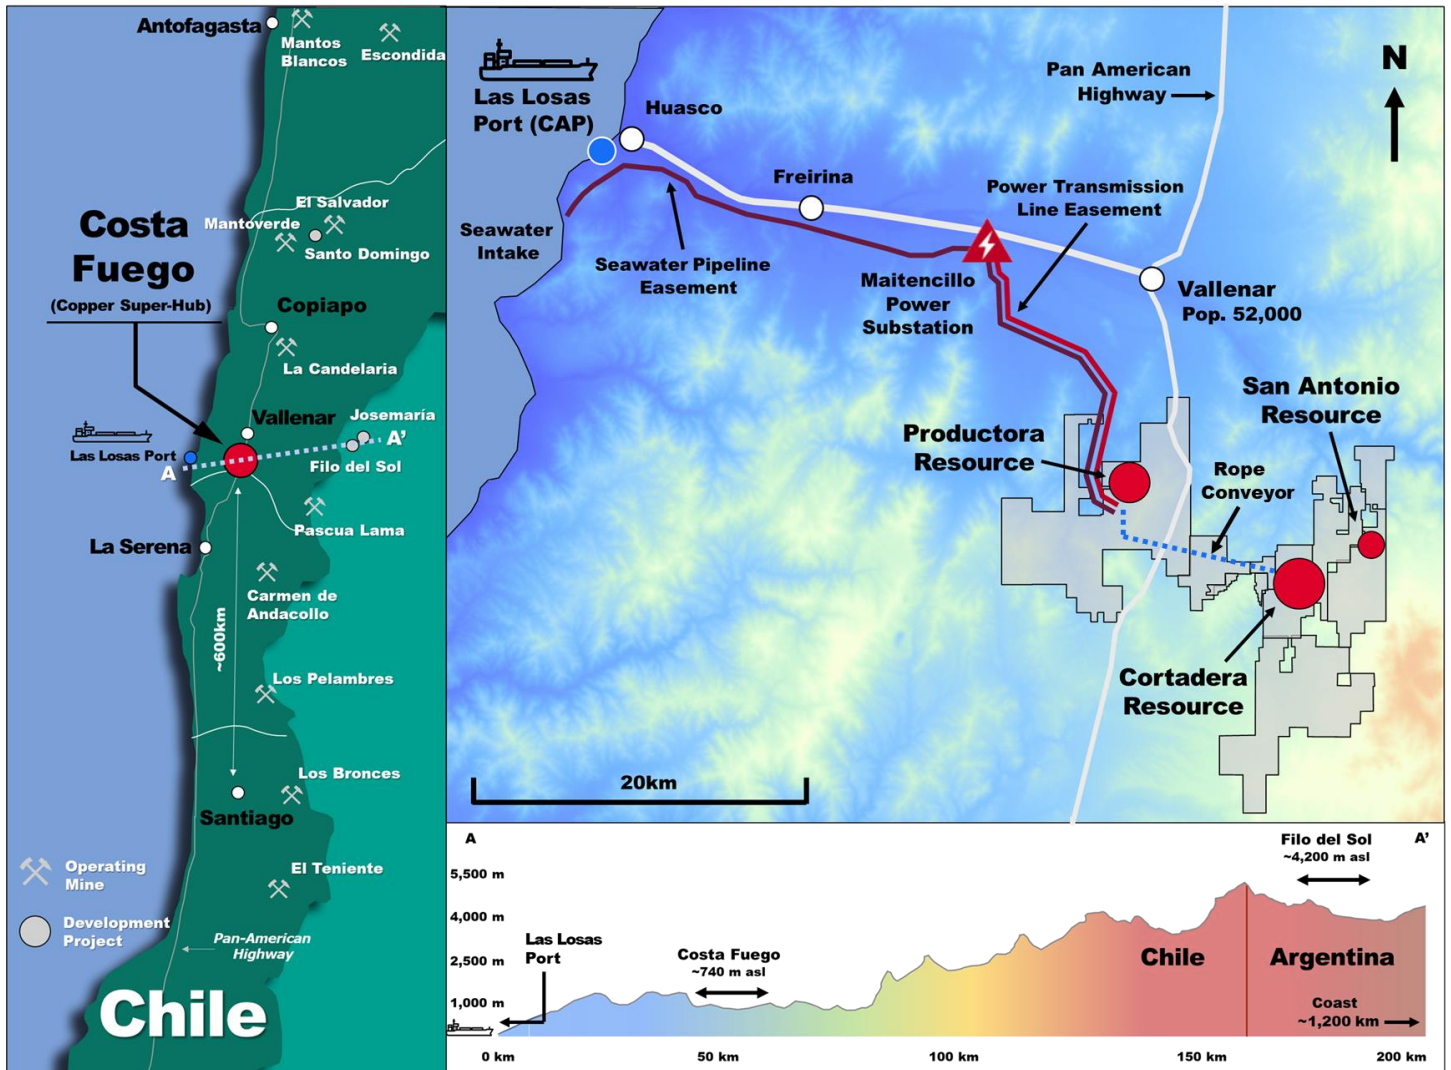 Antofagasta
Mantos
Blancos
Escondida
El Salvador
Mantoverde
Santo Domingo
Costa
Fuego
(Copper Super-Hub)
Copiapo
La Candelaria
Vallenar
Josemaría
A'
Las Losas Port
A
Filo del Sol
Pascua Lama
La Serena
Carmen de
Andacollo
~600km
Los Pelambres
Los Bronces
Santiago
El Teniente
Operating
Mine
Development
Project
Pan-American
Highway
Chile
Las Losas
Port (CAP)
Huasco
Pan American
Highway
N
Freirina
Power Transmission
Line Easement
Seawater
Intake
Seawater Pipeline
Easement
Maitencillo
Power
Substation
Vallenar
Pop. 52,000
San Antonio
Resource
Productora
Resource
Rope
Conveyor
Cortadera
Resource
20km
A
Filo del Sol
~4,200 m asl
A'
5,500 m
4,000 m
2,500 m
1,000 m
Las Losas
Port
Costa Fuego
~740 m asl
Chile
Argentina
Coast
~1,200 km
0 km
50 km
100 km
150 km
200 km